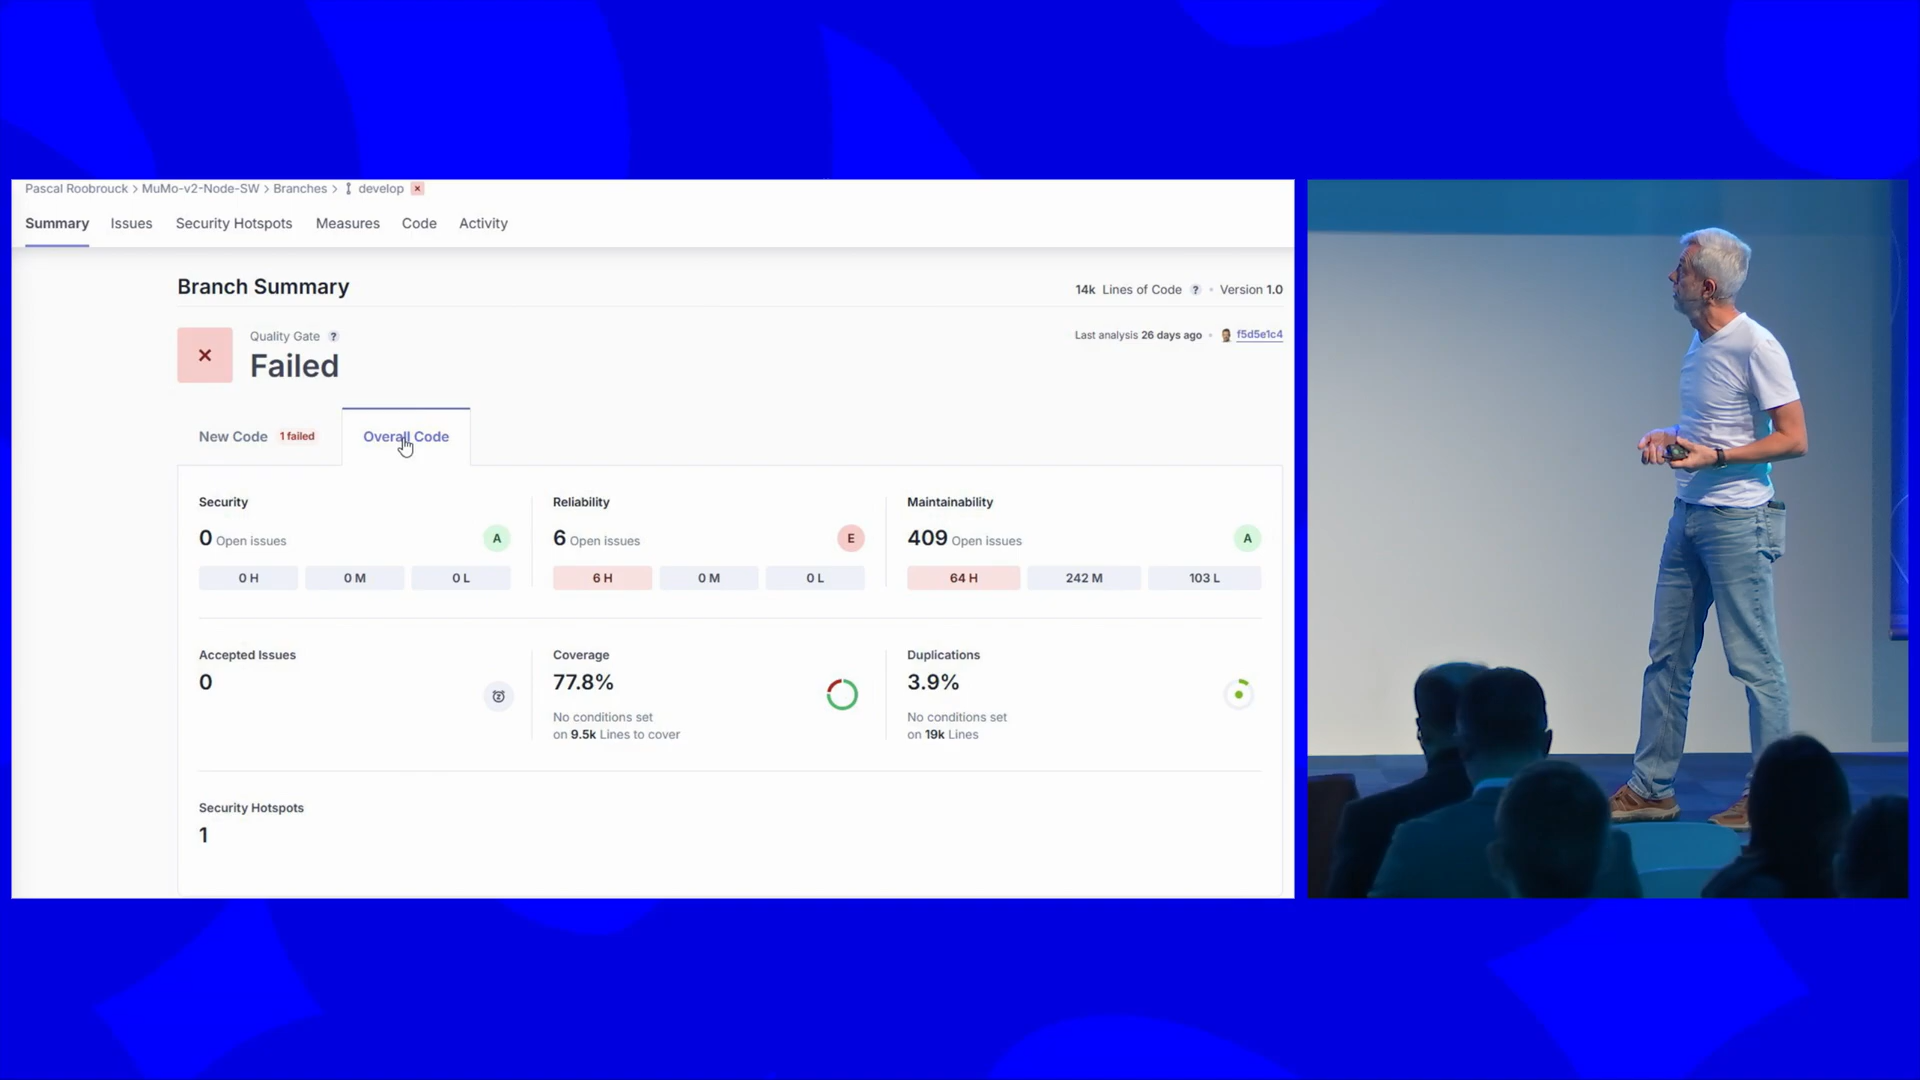 Pascal Roobrouck > MuMo-v2-Node-SW > Branches > develop
Summary Issues Security Hotspots Measures Code Activity
Branch Summary
14k Lines of Code ? • Version 1.0
Quality Gate ?
Failed
Last analysis 26 days ago • f5d5e1c4
New Code 1 failed Overall Code
Security Reliability Maintainability
0 Open issues A 6 Open issues E 409 Open issues A
0 H 0 M 0 L 6 H 0 M 0 L 64 H 242 M 103 L
Accepted Issues Coverage Duplications
0 77.8% 3.9%
No conditions set No conditions set
on 9.5k Lines to cover on 19k Lines
Security Hotspots
1